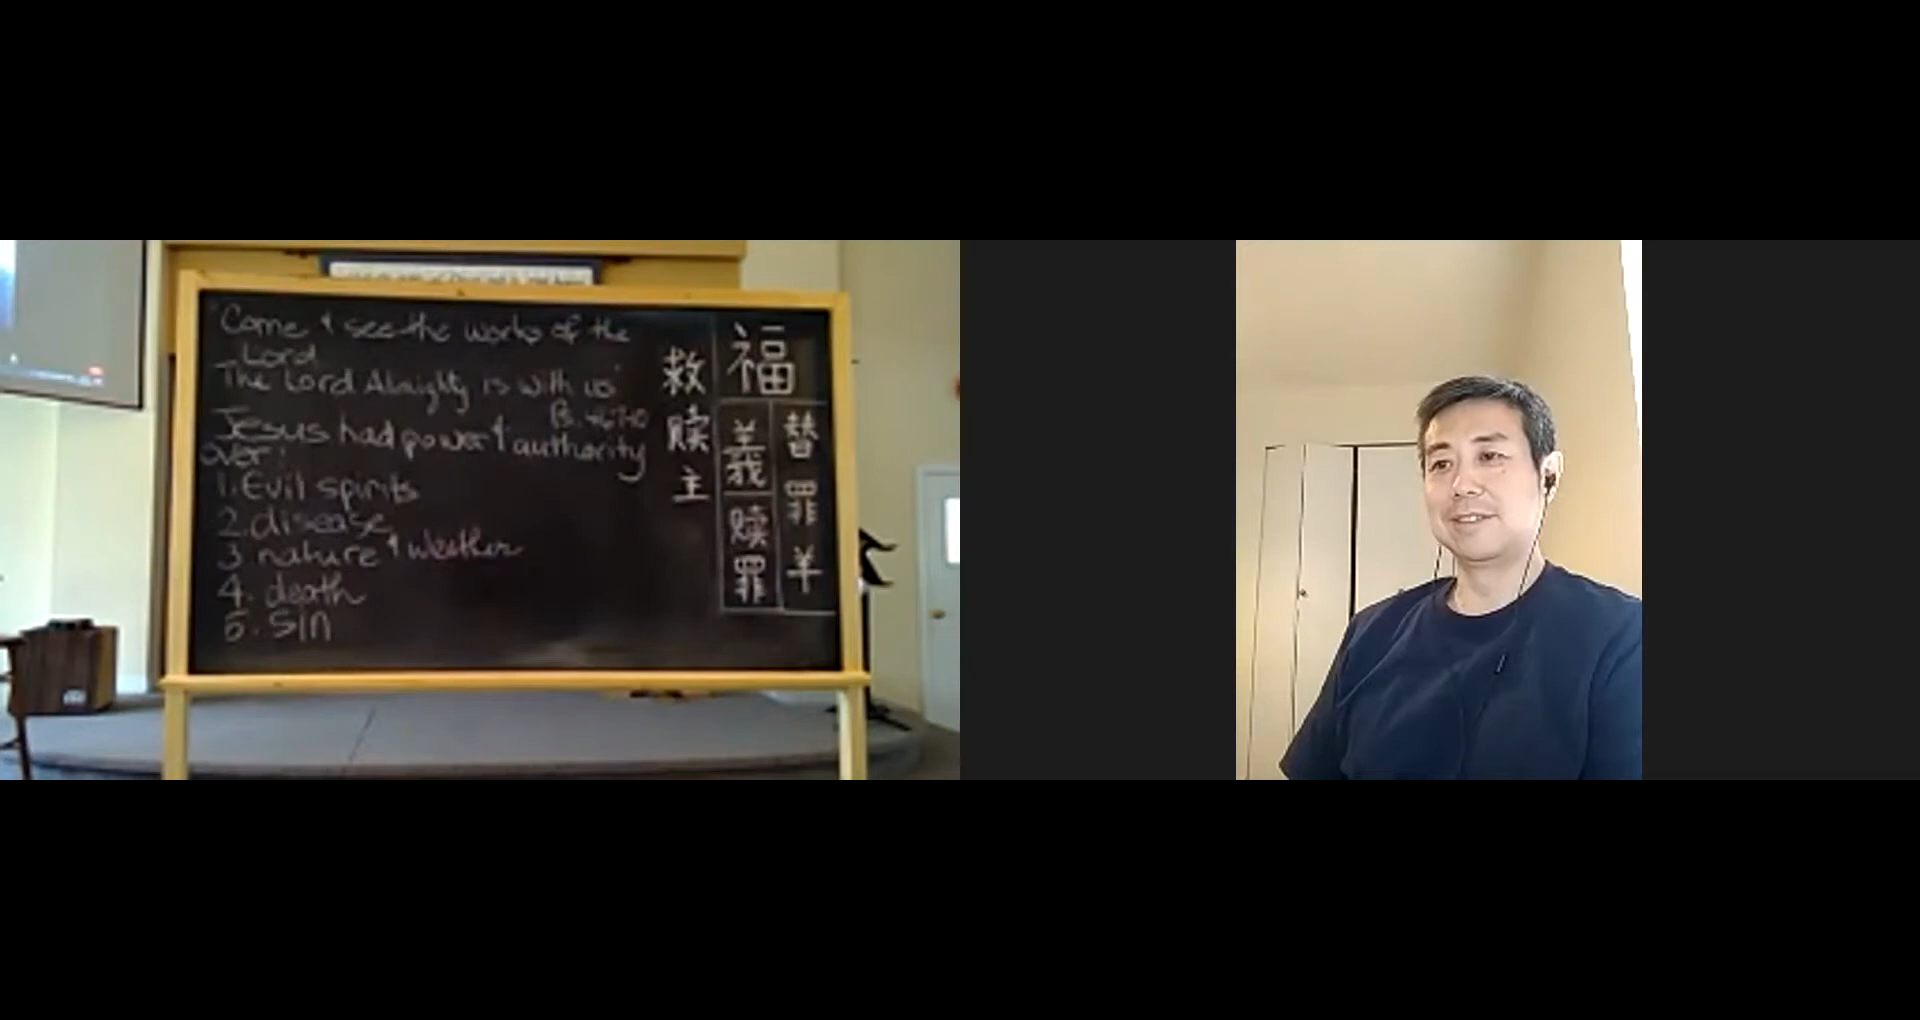 "Come & see the works of the
Lord
The Lord Almighty is with us"
Jesus had power & authority
over:
1. Evil spirits
2. disease
3 nature & weather
4. death
5. Sin
救
赎
主
福
義
赎
罪
替
罪
羊